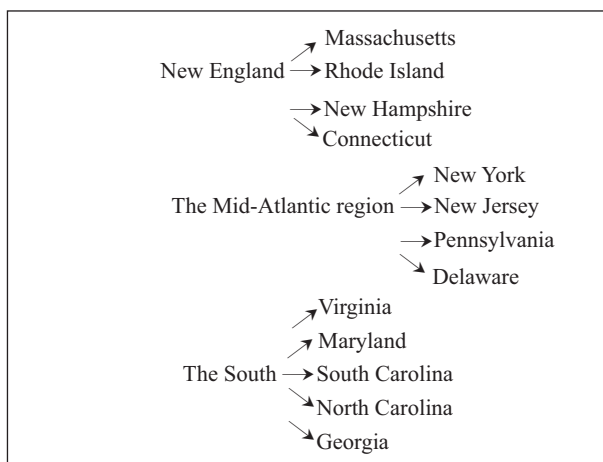 Massachusetts
New England Rhode Island
New Hampshire
Connecticut
New York
The Mid-Atlantic region New Jersey
Pennsylvania
Delaware
Virginia
Maryland
The South South Carolina
North Carolina
Georgia